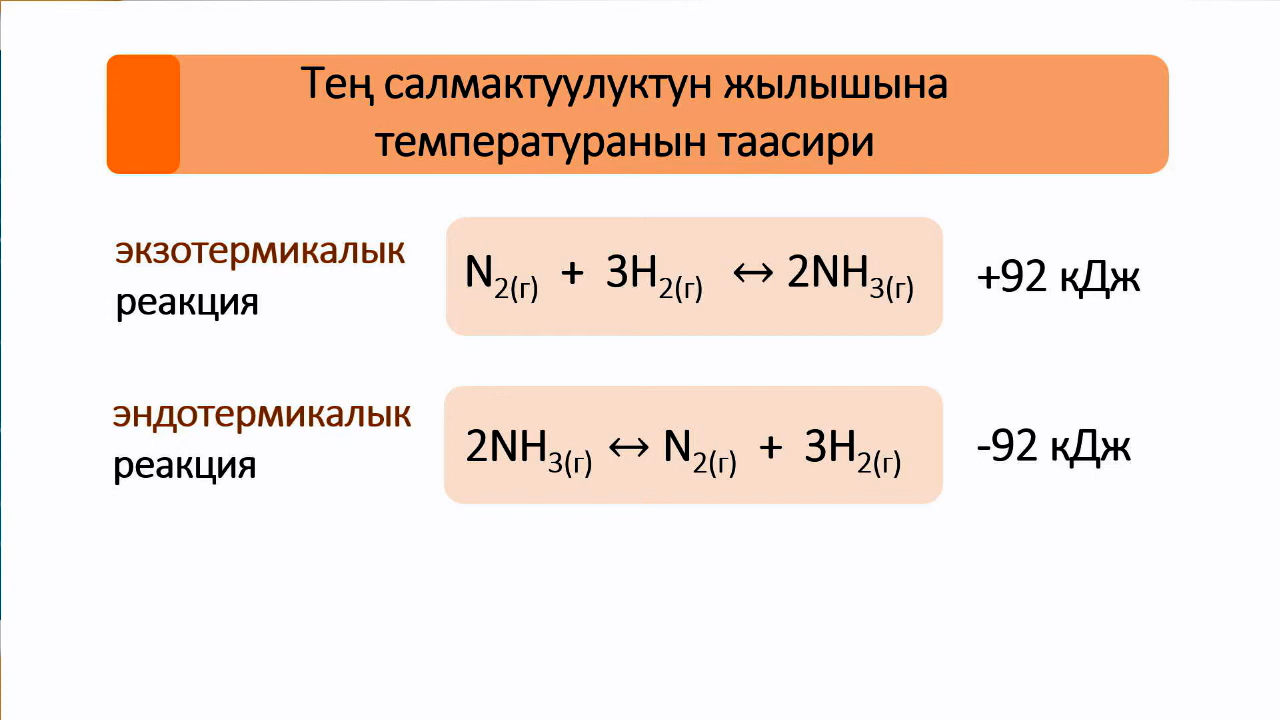 Тең салмактуулуктун жылышына
температуранын таасири
экзотермикалык
реакция
N₂(г) + 3H₂(г) ↔ 2NH₃(г) +92 кДж
эндотермикалык
реакция
2NH₃(г) ↔ N₂(г) + 3H₂(г) -92 кДж